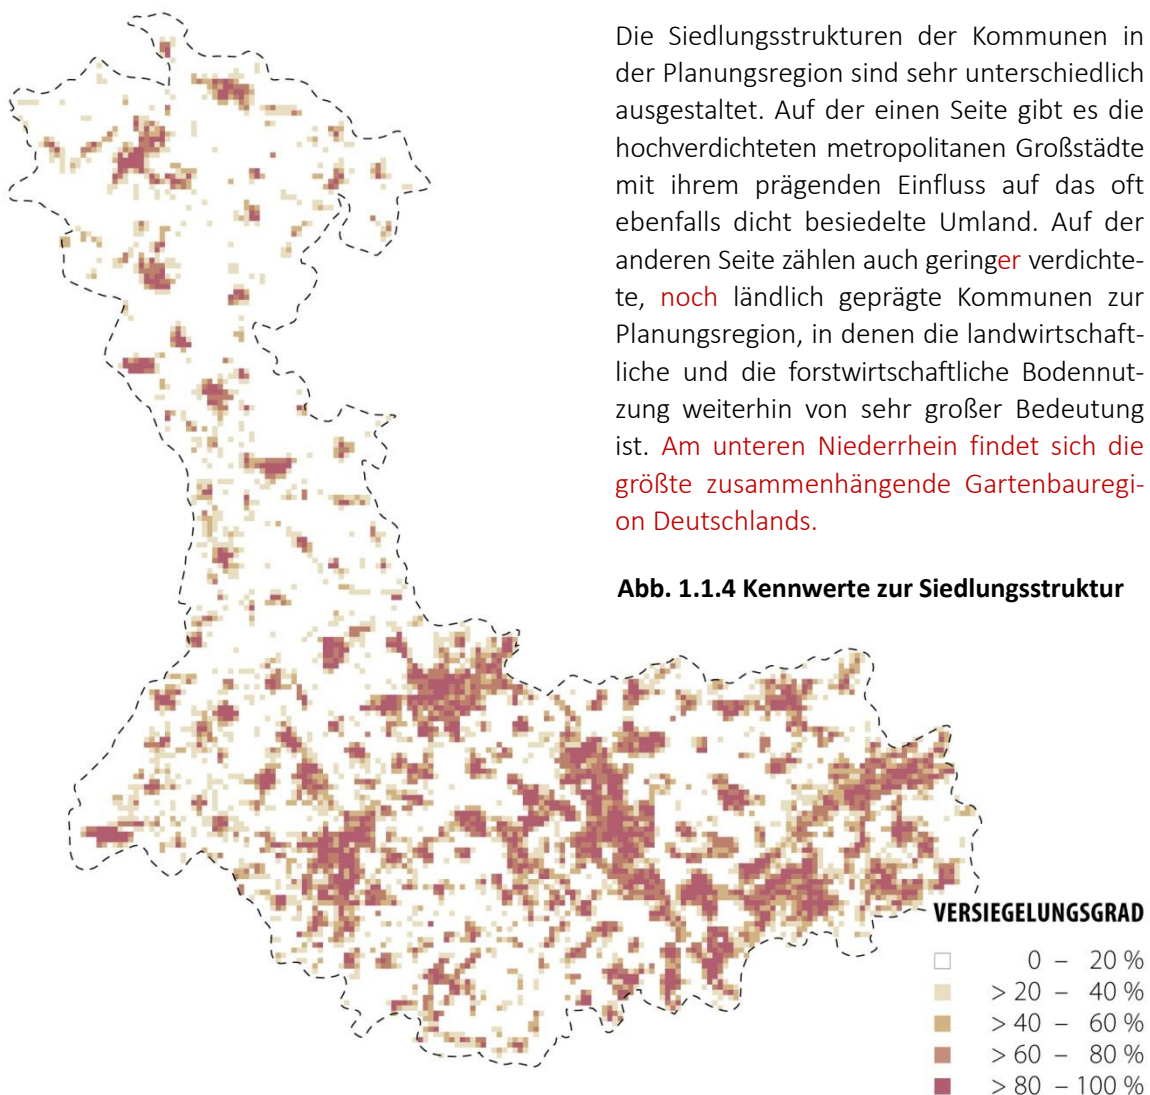 Die Siedlungsstrukturen der Kommunen in
der Planungsregion sind sehr unterschiedlich
ausgestaltet. Auf der einen Seite gibt es die
hochverdichteten metropolitanen Großstädte
mit ihrem prägenden Einfluss auf das oft
ebenfalls dicht besiedelte Umland. Auf der
anderen Seite zählen auch geringer verdichte-
te, noch ländlich geprägte Kommunen zur
Planungsregion, in denen die landwirtschaft-
liche und die forstwirtschaftliche Bodennut-
zung weiterhin von sehr großer Bedeutung
ist. Am unteren Niederrhein findet sich die
größte zusammenhängende Gartenbauregi-
on Deutschlands.
Abb. 1.1.4 Kennwerte zur Siedlungsstruktur
VERSIEGELUNGSGRAD
0 – 20 %
> 20 – 40 %
> 40 – 60 %
> 60 – 80 %
> 80 – 100 %